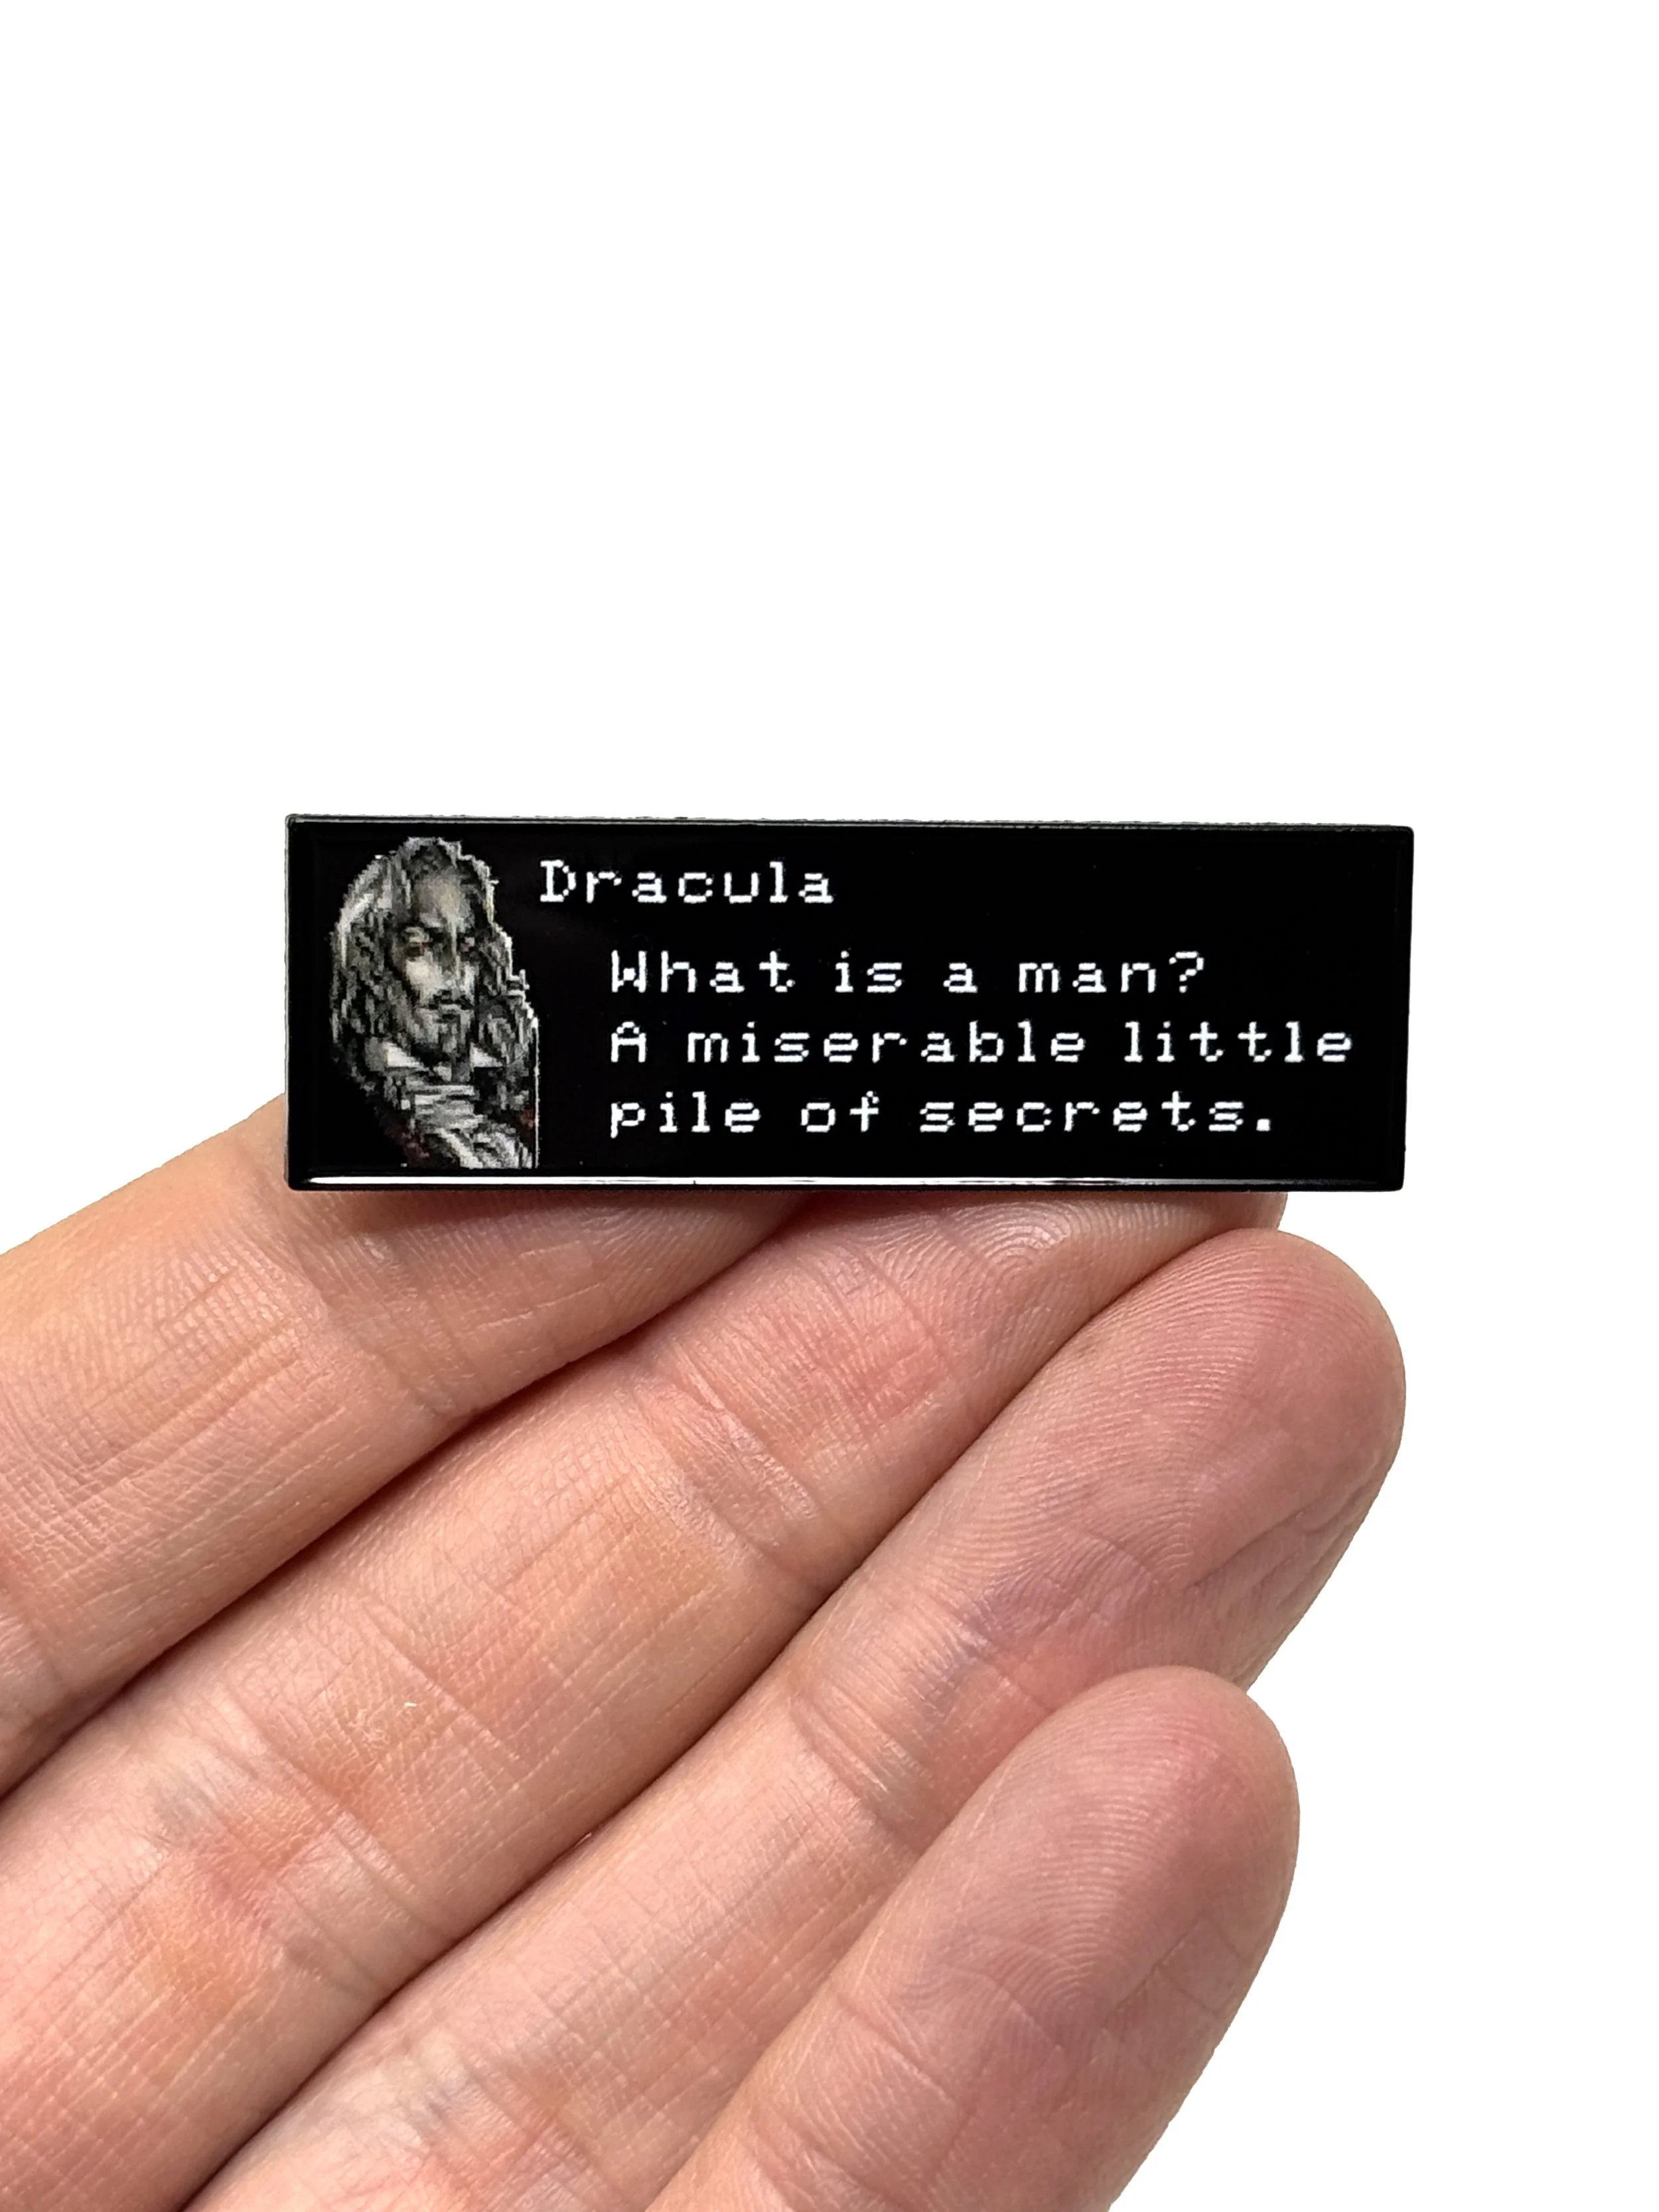 Dracula
What is a man?
A miserable little
pile of secrets.